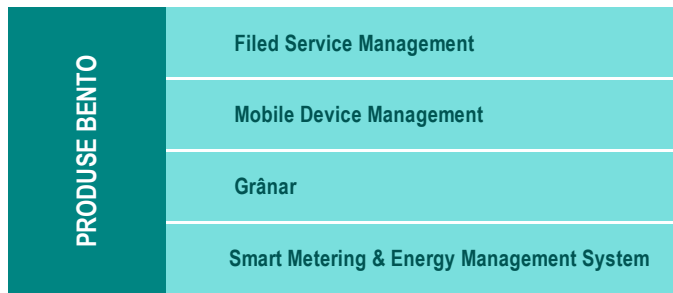 PRODUSE BENTO
Filed Service Management
Mobile Device Management
Grânar
Smart Metering & Energy Management System